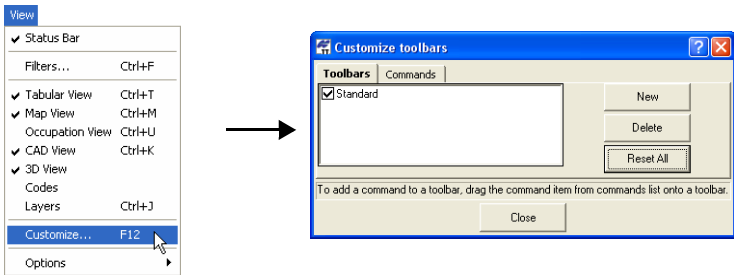 View
Status Bar
Filters... Ctrl+F
Tabular View Ctrl+T
Map View Ctrl+M
Occupation View Ctrl+U
CAD View Ctrl+K
3D View
Codes
Layers Ctrl+J
Customize... F12
Options
Customize toolbars
Toolbars Commands
Standard
New
Delete
Reset All
To add a command to a toolbar, drag the command item from commands list onto a toolbar.
Close